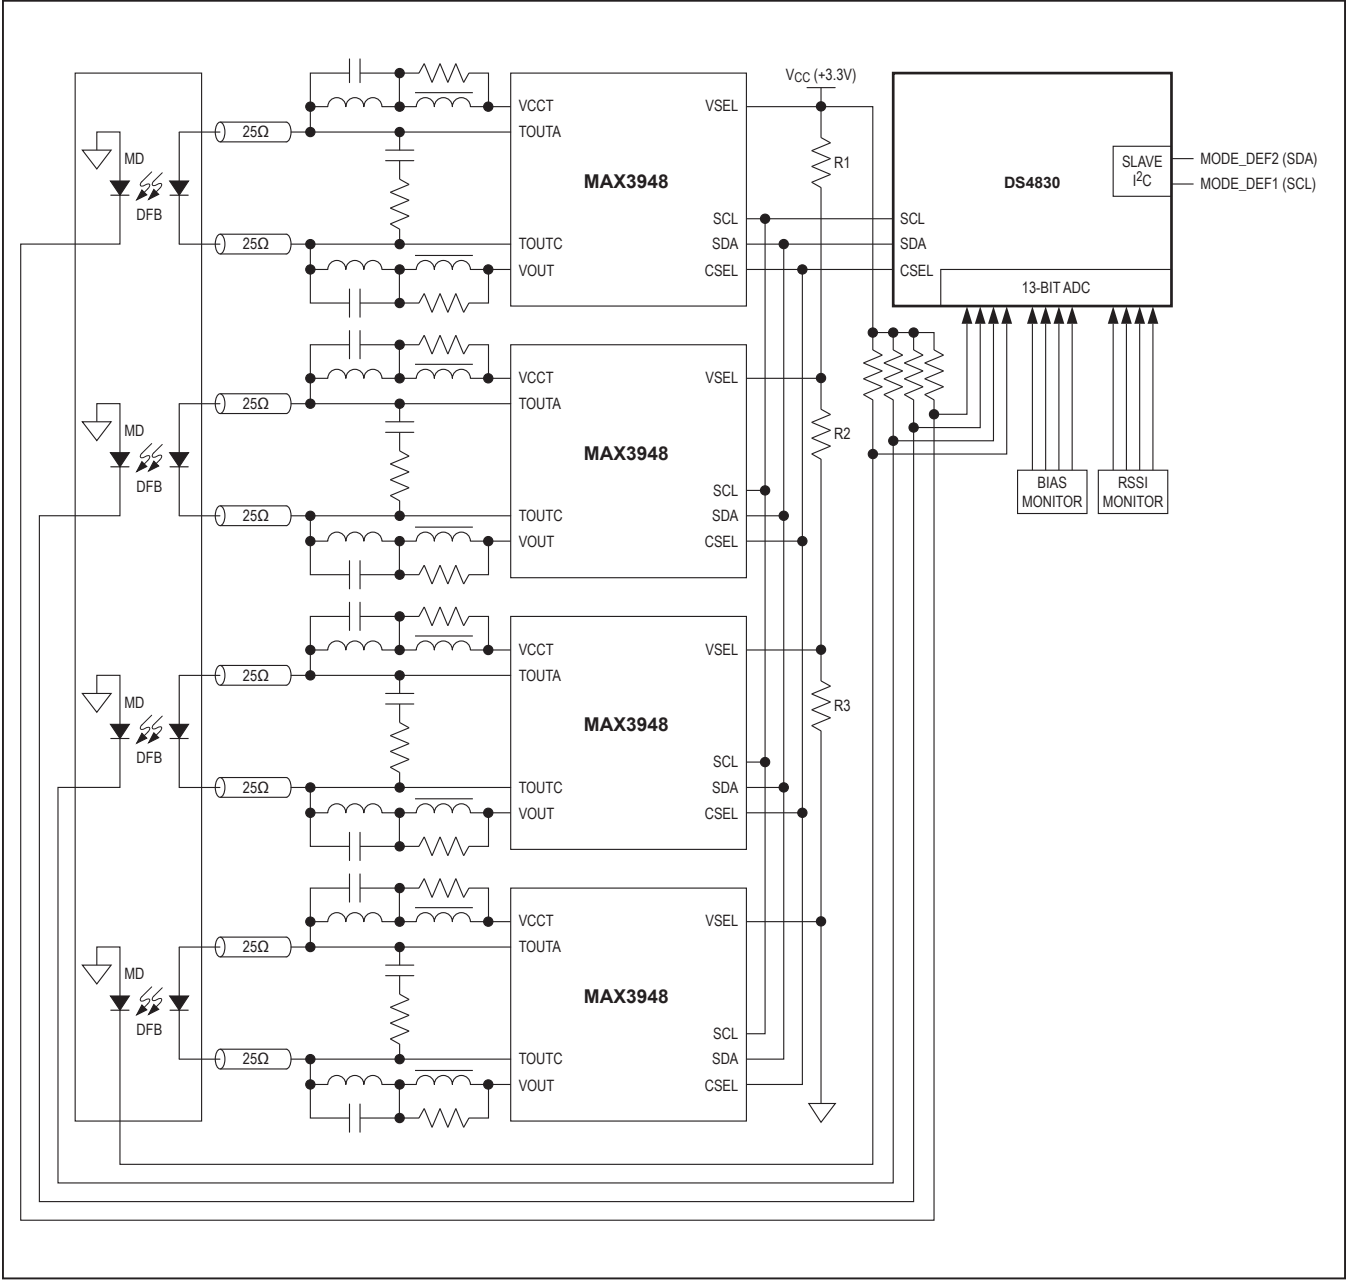 VCC (+3.3V)
VCCT
TOUTA
VSEL
25Ω
MD
DFB
MAX3948
R1
SCL
SDA
CSEL
25Ω
TOUTC
VOUT
DS4830
SLAVE
I2C
MODE_DEF2 (SDA)
MODE_DEF1 (SCL)
SCL
SDA
CSEL
13-BIT ADC
BIAS
MONITOR
RSSI
MONITOR
VCCT
TOUTA
VSEL
25Ω
MD
DFB
MAX3948
R2
SCL
SDA
CSEL
25Ω
TOUTC
VOUT
VCCT
TOUTA
VSEL
25Ω
MD
DFB
MAX3948
R3
SCL
SDA
CSEL
25Ω
TOUTC
VOUT
VCCT
TOUTA
VSEL
25Ω
MD
DFB
MAX3948
SCL
SDA
CSEL
25Ω
TOUTC
VOUT